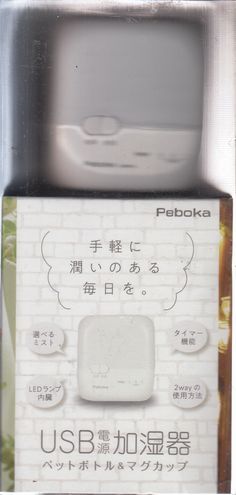 Peboka
手軽に
潤いのある
毎日を。
選べる
ミスト
タイマー
機能
Peboka
LEDランプ
内臓
2wayの
使用方法
USB電源加湿器
ペットボトル&マグカップ